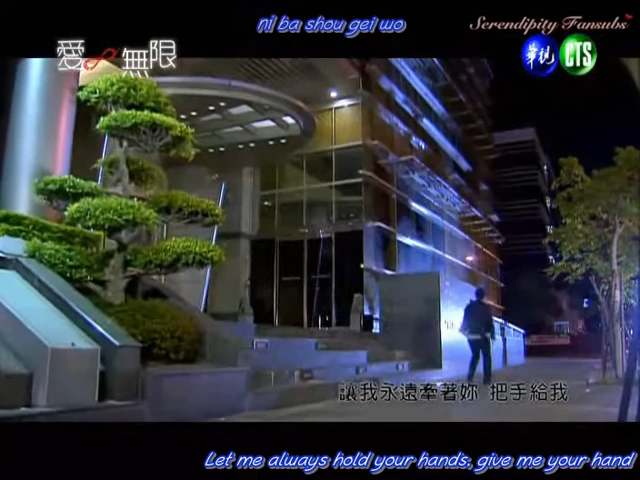 ni ba shou gei wo
Serendipity Fansubs
愛 無限
華視 CTS
讓我永遠牽著妳 把手給我
Let me always hold your hands, give me your hand